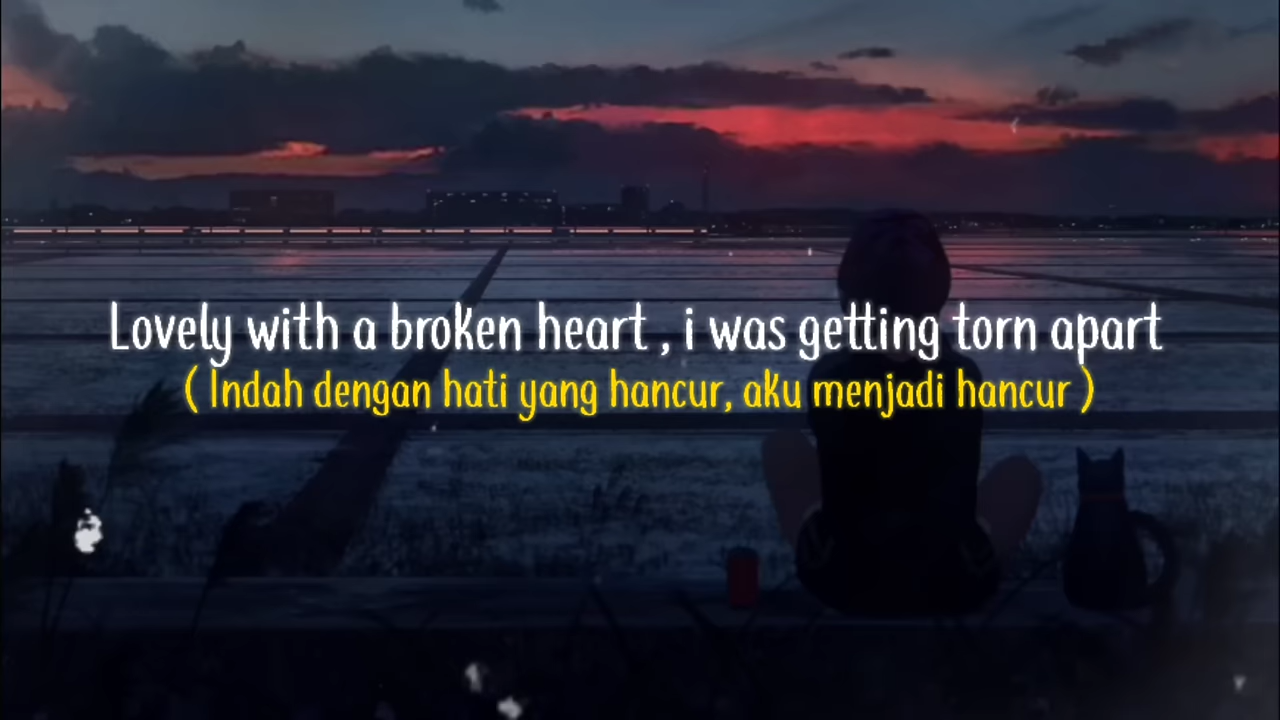 Lovely with a broken heart , i was getting torn apart
( Indah dengan hati yang hancur, aku menjadi hancur )